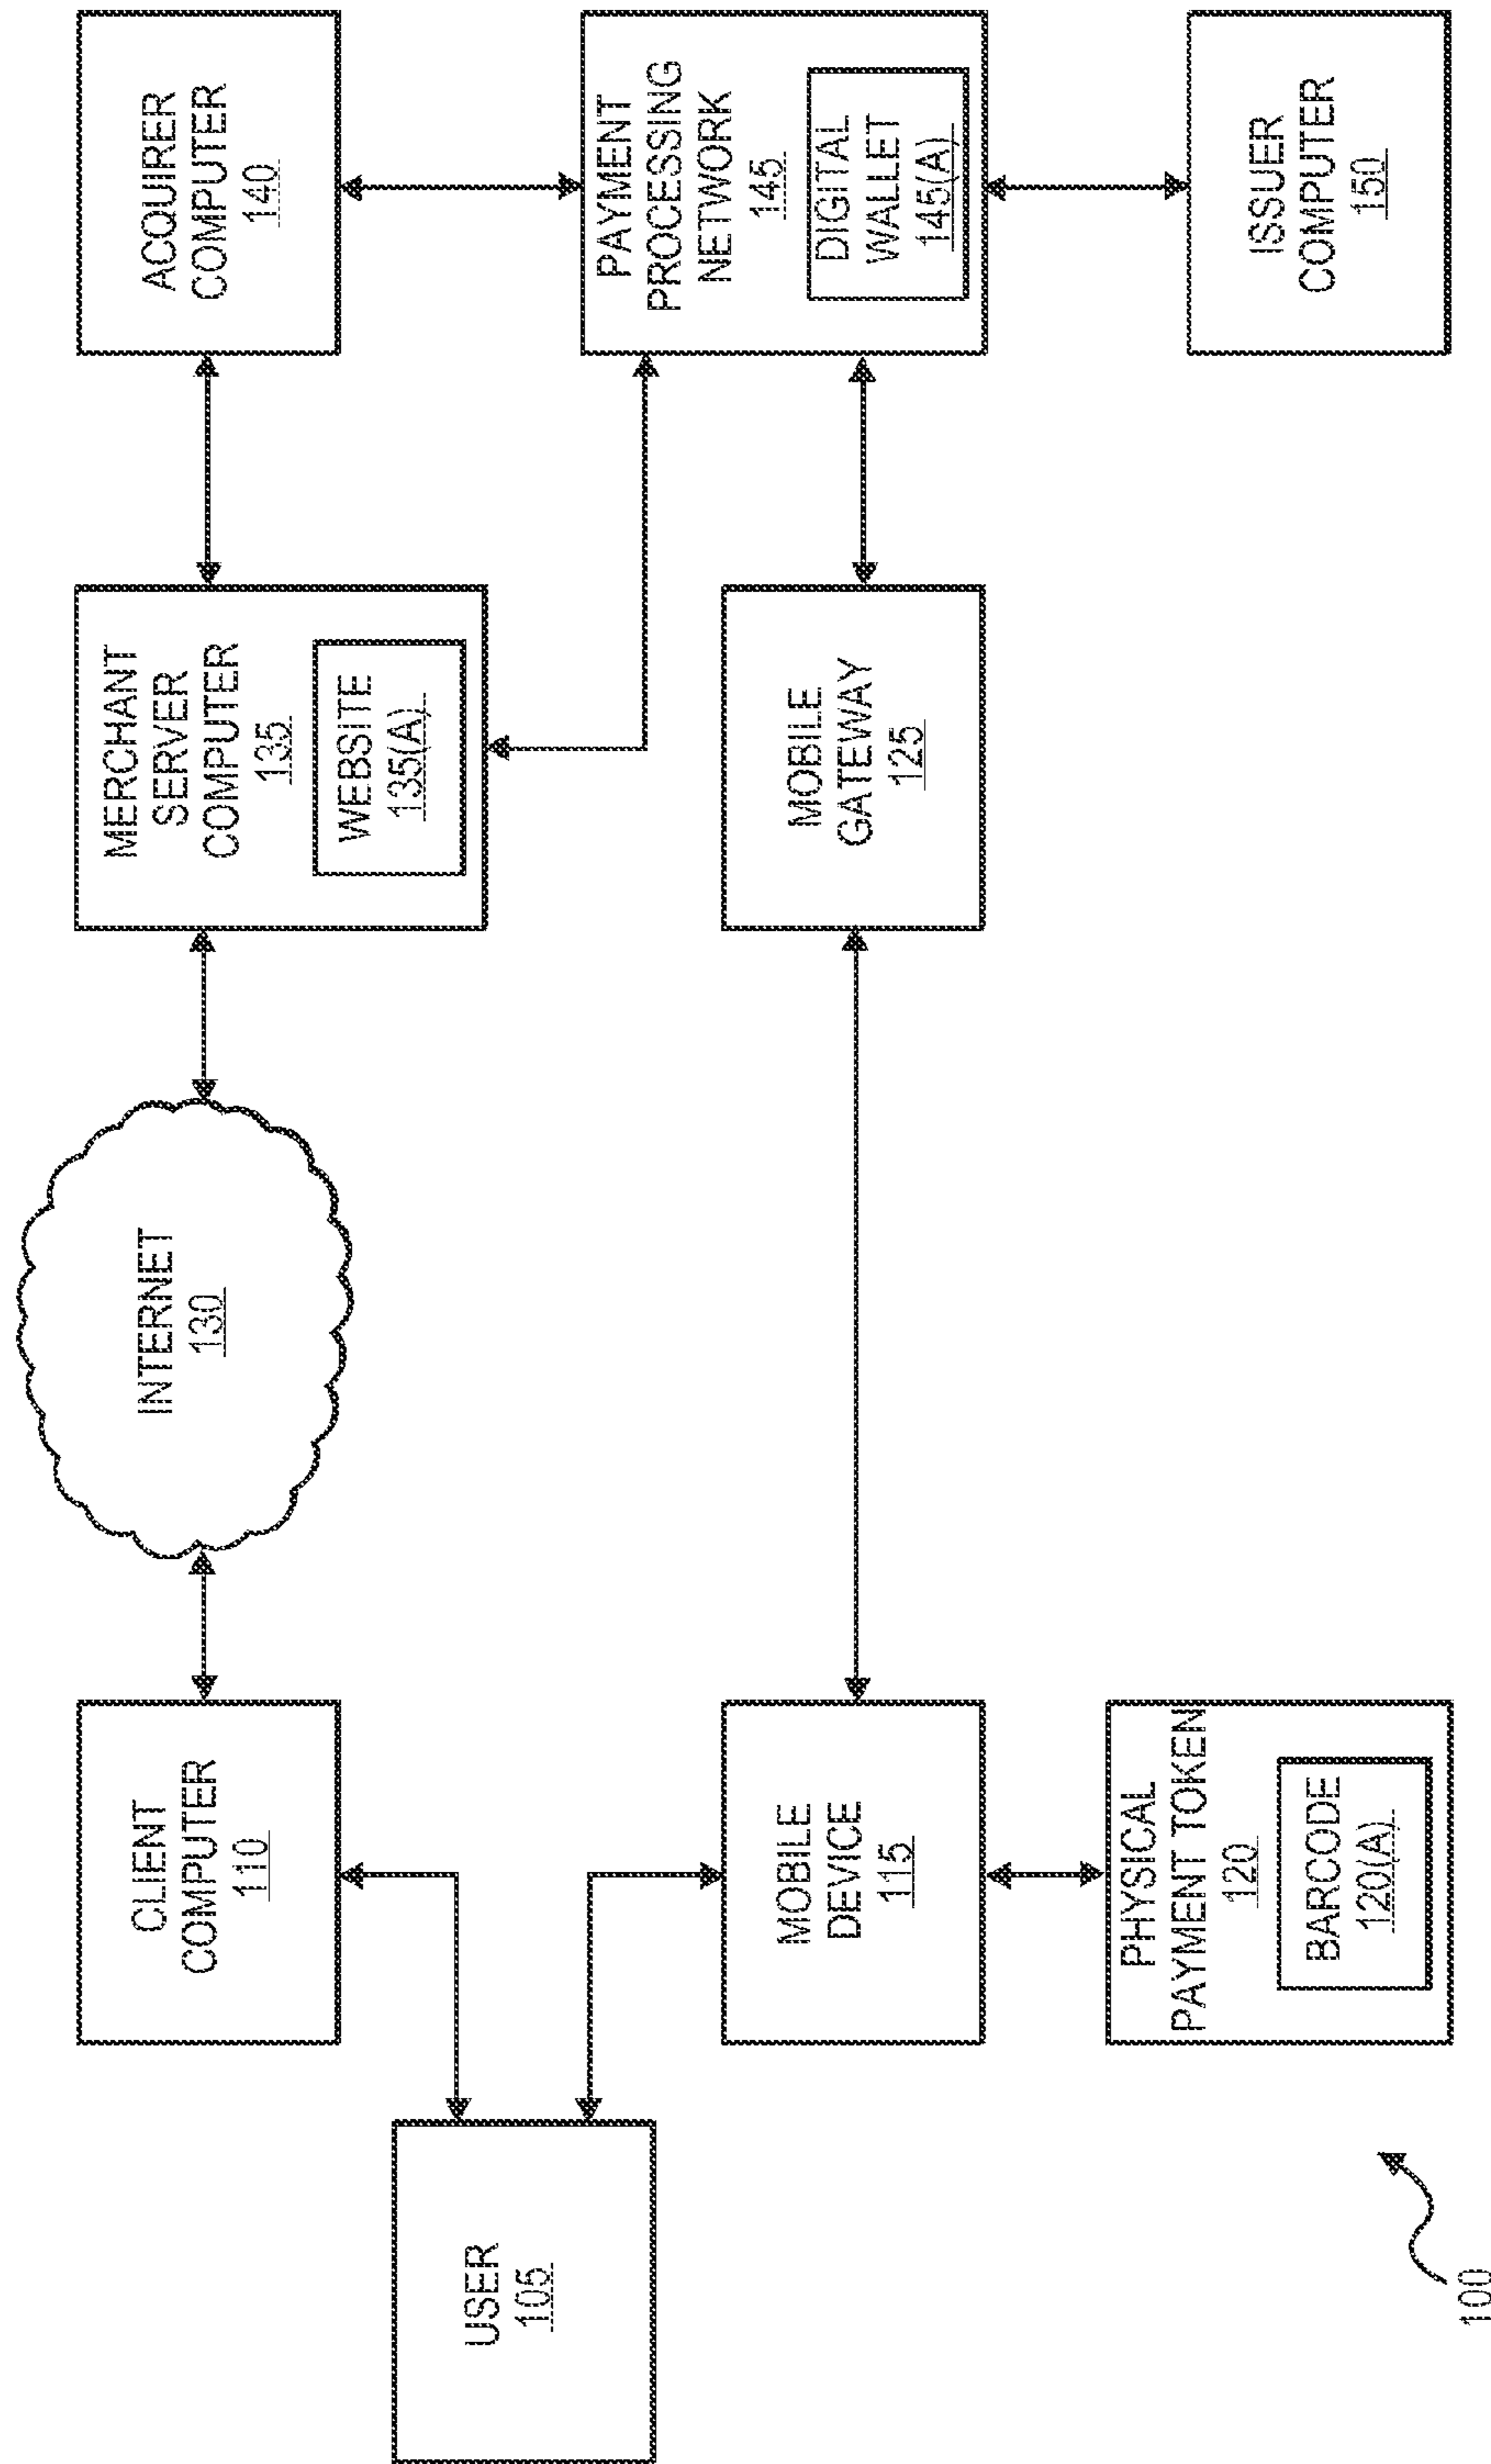 USER
105
CLIENT
COMPUTER
110
MOBILE
DEVICE
115
PHYSICAL
PAYMENT TOKEN
120
BARCODE
120(A)
INTERNET
130
MERCHANT
SERVER
COMPUTER
135
WEBSITE
135(A)
MOBILE
GATEWAY
125
ACQUIRER
COMPUTER
140
PAYMENT
PROCESSING
NETWORK
145
DIGITAL
WALLET
145(A)
ISSUER
COMPUTER
150
100